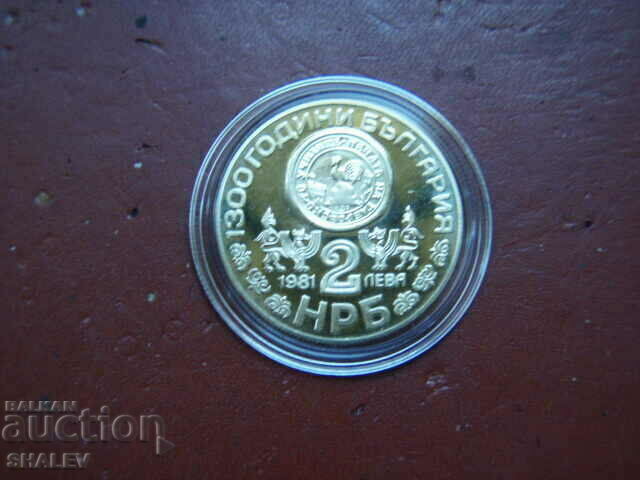 1300 ГОДИНИ БЪЛГАРИЯ
1981 2 ЛЕВА
НРБ
BALKAN
auction
SHALEV